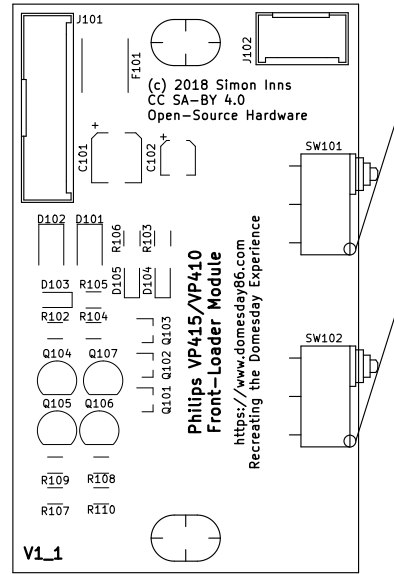 J101
F101
J102
(c) 2018 Simon Inns
CC SA-BY 4.0
Open-Source Hardware
C101
+
C102
+
SW101
D102
D101
R106
R103
D105
D104
D103
R105
R102
R104
Q103
Q102
Q101
Q104
Q107
Q105
Q106
R109
R108
R107
R110
Philips VP415/VP410
Front-Loader Module
https://www.domesday86.com
Recreating the Domesday Experience
SW102
V1_1